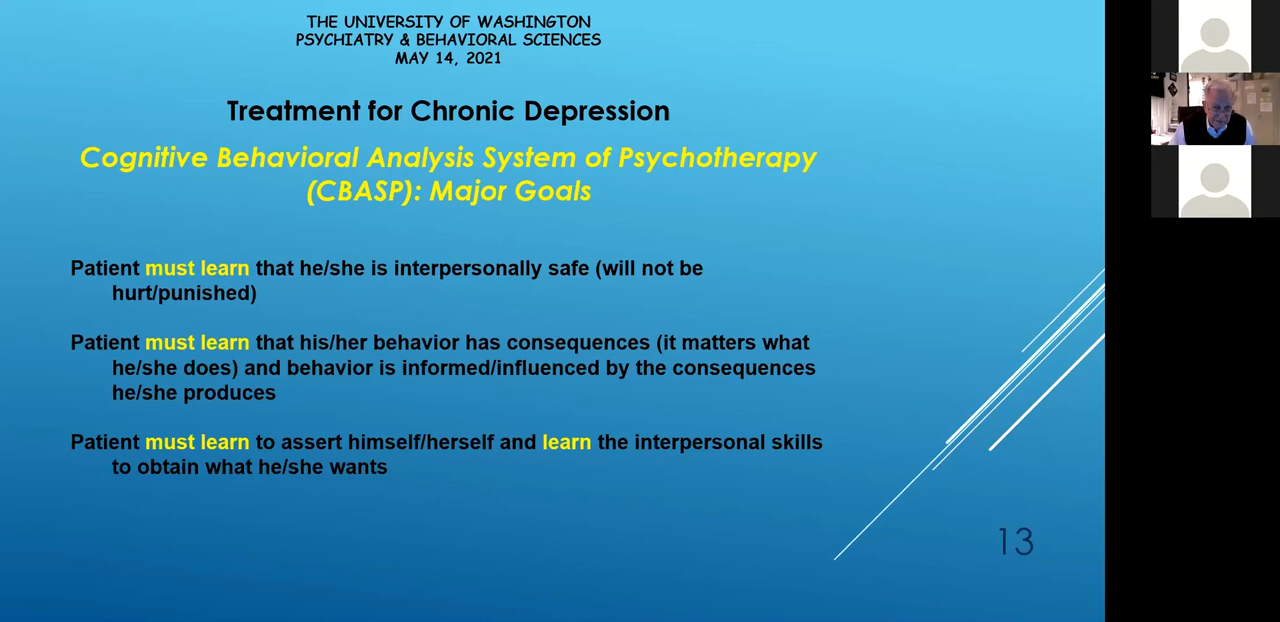 THE UNIVERSITY OF WASHINGTON
PSYCHIATRY & BEHAVIORAL SCIENCES
MAY 14, 2021
Treatment for Chronic Depression
Cognitive Behavioral Analysis System of Psychotherapy
(CBASP): Major Goals
Patient must learn that he/she is interpersonally safe (will not be
hurt/punished)
Patient must learn that his/her behavior has consequences (it matters what
he/she does) and behavior is informed/influenced by the consequences
he/she produces
Patient must learn to assert himself/herself and learn the interpersonal skills
to obtain what he/she wants
13